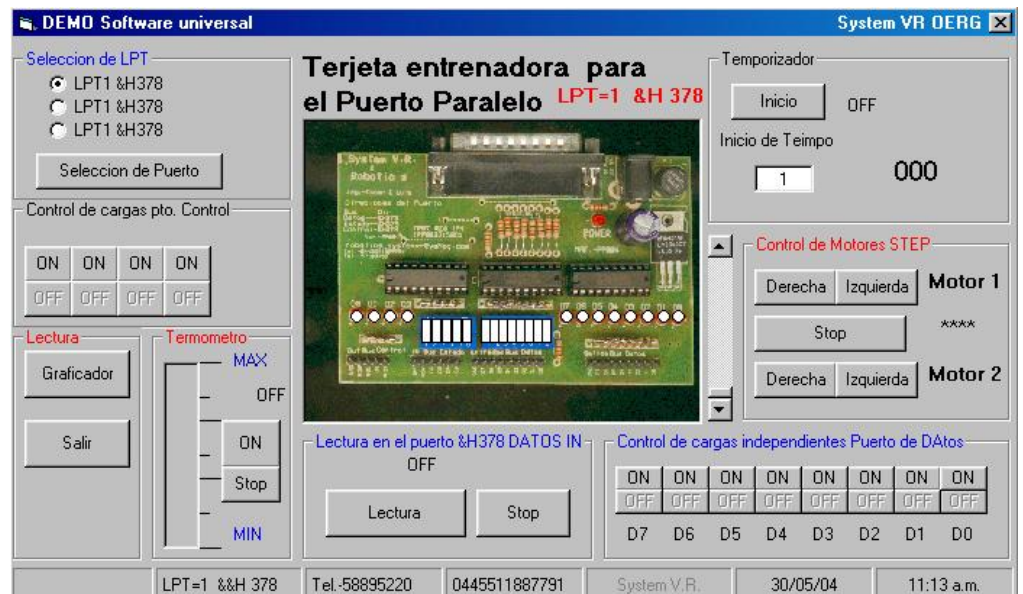 DEMO Software universal
System VR OERG
Seleccion de LPT
LPT1 &H378
LPT1 &H378
LPT1 &H378
Seleccion de Puerto
Terjeta entrenadora para
el Puerto Paralelo LPT=1 &H 378
System V.R.
Robotica
POWER
Temporizador
Inicio OFF
Inicio de Teimpo
1 000
Control de cargas pto. Control
ON ON ON ON
OFF OFF OFF OFF
Control de Motores STEP
Derecha Izquierda Motor 1
Stop ****
Derecha Izquierda Motor 2
Lectura
Graficador
Salir
Termometro
MAX
OFF
ON
Stop
MIN
Lectura en el puerto &H378 DATOS IN
OFF
Lectura Stop
Control de cargas independientes Puerto de DAtos
ON ON ON ON ON ON ON ON
OFF OFF OFF OFF OFF OFF OFF OFF
D7 D6 D5 D4 D3 D2 D1 D0
LPT=1 &&H 378 Tel.-58895220 0445511887791 System V.R. 30/05/04 11:13 a.m.